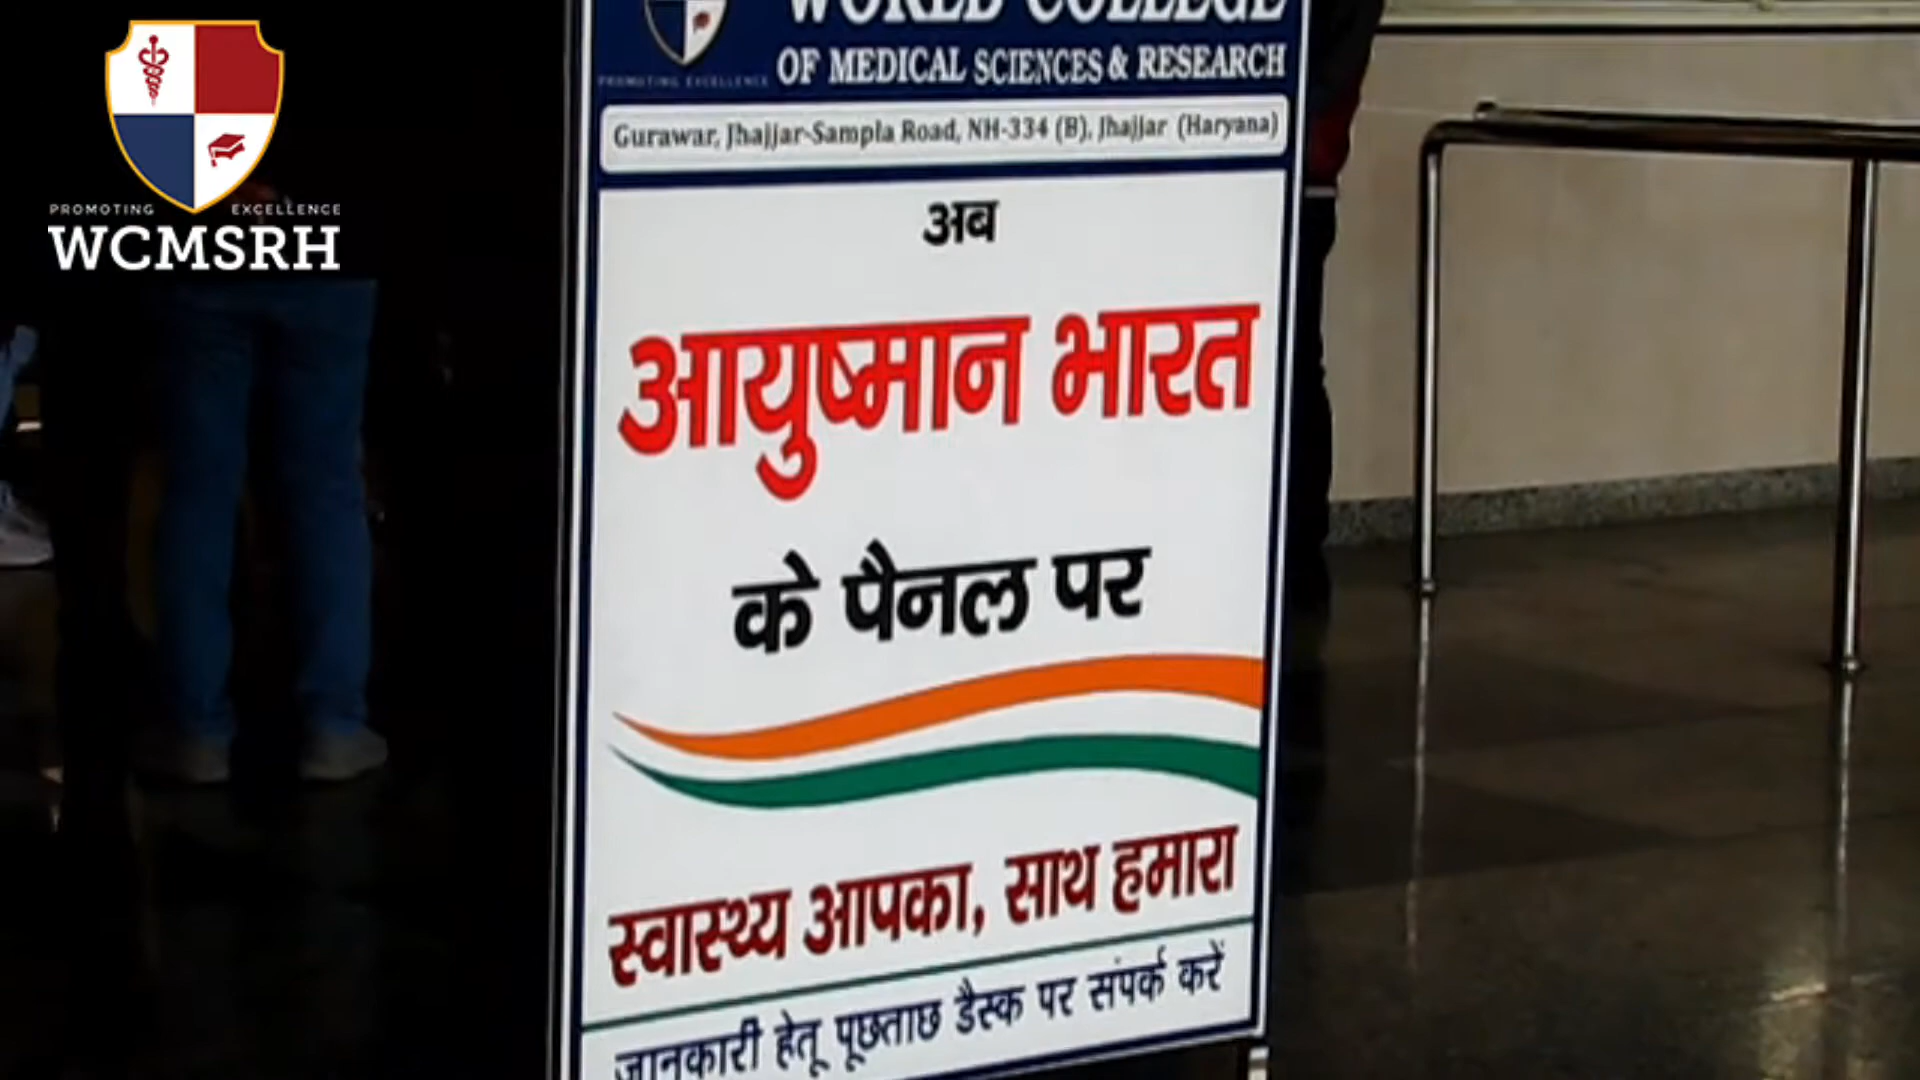 PROMOTING EXCELLENCE
WCMSRH
WORLD COLLEGE
OF MEDICAL SCIENCES & RESEARCH
PROMOTING EXCELLENCE
Gurawar, Jhajjar-Sampla Road, NH-334 (B), Jhajjar (Haryana)
अब
आयुष्मान भारत
के पैनल पर
स्वास्थ्य आपका, साथ हमारा
जानकारी हेतू पूछताछ डैस्क पर संपर्क करें